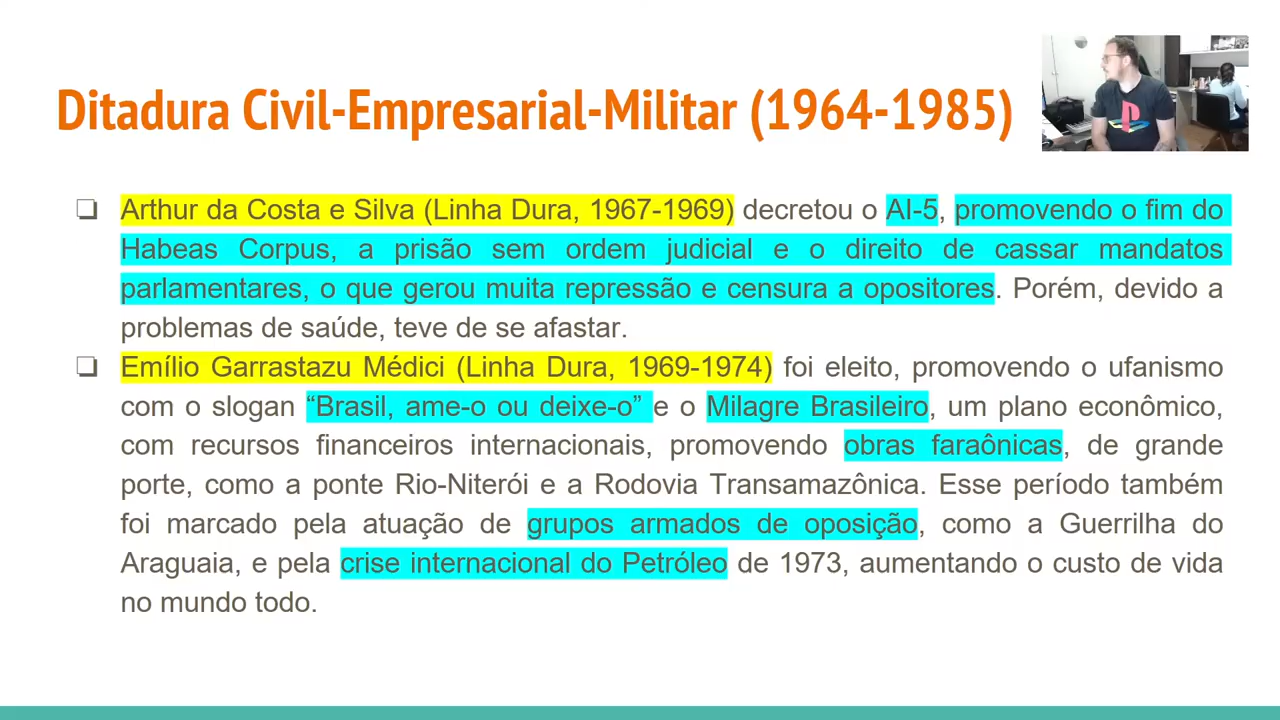 Ditadura Civil-Empresarial-Militar (1964-1985)
Arthur da Costa e Silva (Linha Dura, 1967-1969) decretou o AI-5, promovendo o fim do
Habeas Corpus, a prisão sem ordem judicial e o direito de cassar mandatos
parlamentares, o que gerou muita repressão e censura a opositores. Porém, devido a
problemas de saúde, teve de se afastar.
Emílio Garrastazu Médici (Linha Dura, 1969-1974) foi eleito, promovendo o ufanismo
com o slogan “Brasil, ame-o ou deixe-o” e o Milagre Brasileiro, um plano econômico,
com recursos financeiros internacionais, promovendo obras faraônicas, de grande
porte, como a ponte Rio-Niterói e a Rodovia Transamazônica. Esse período também
foi marcado pela atuação de grupos armados de oposição, como a Guerrilha do
Araguaia, e pela crise internacional do Petróleo de 1973, aumentando o custo de vida
no mundo todo.